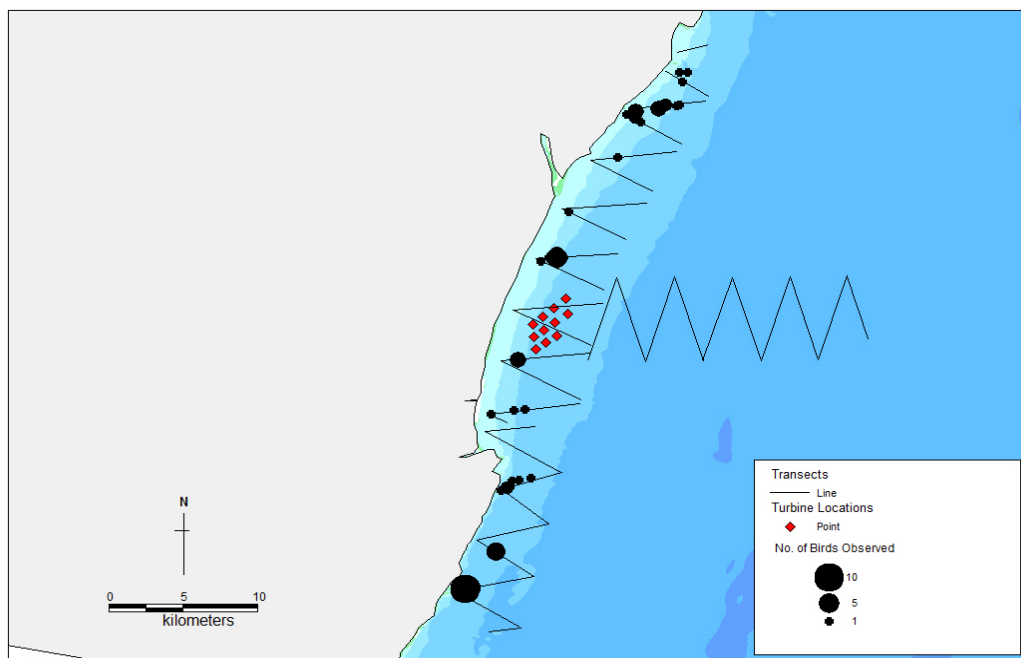 N
0 5 10
kilometers
Transects
Line
Turbine Locations
Point
No. of Birds Observed
10
5
1